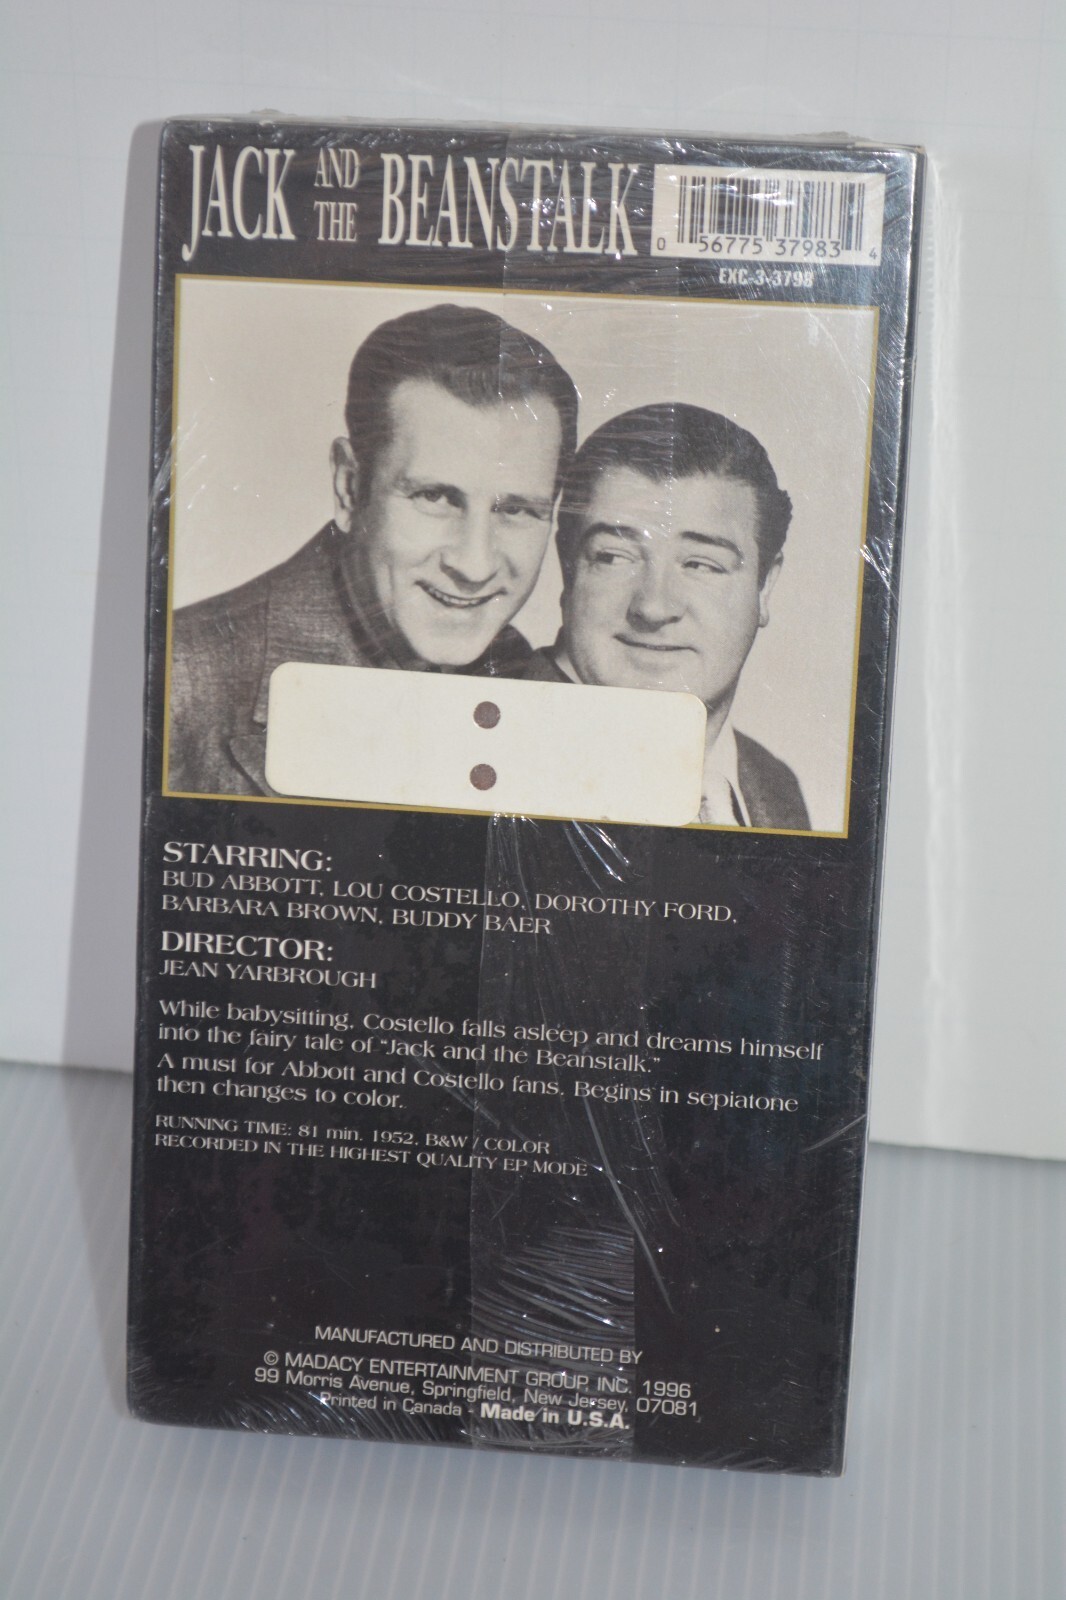 JACK AND THE BEANSTALK
0 56775 37983 4
EXC-3-3798
STARRING:
BUD ABBOTT, LOU COSTELLO, DOROTHY FORD,
BARBARA BROWN, BUDDY BAER
DIRECTOR:
JEAN YARBROUGH
While babysitting, Costello falls asleep and dreams himself
into the fairy tale of "Jack and the Beanstalk."
A must for Abbott and Costello fans. Begins in sepiatone
then changes to color.
RUNNING TIME: 81 min. 1952. B&W / COLOR
RECORDED IN THE HIGHEST QUALITY EP MODE
MANUFACTURED AND DISTRIBUTED BY
© MADACY ENTERTAINMENT GROUP, INC. 1996
99 Morris Avenue, Springfield, New Jersey, 07081
Printed in Canada - Made in U.S.A.